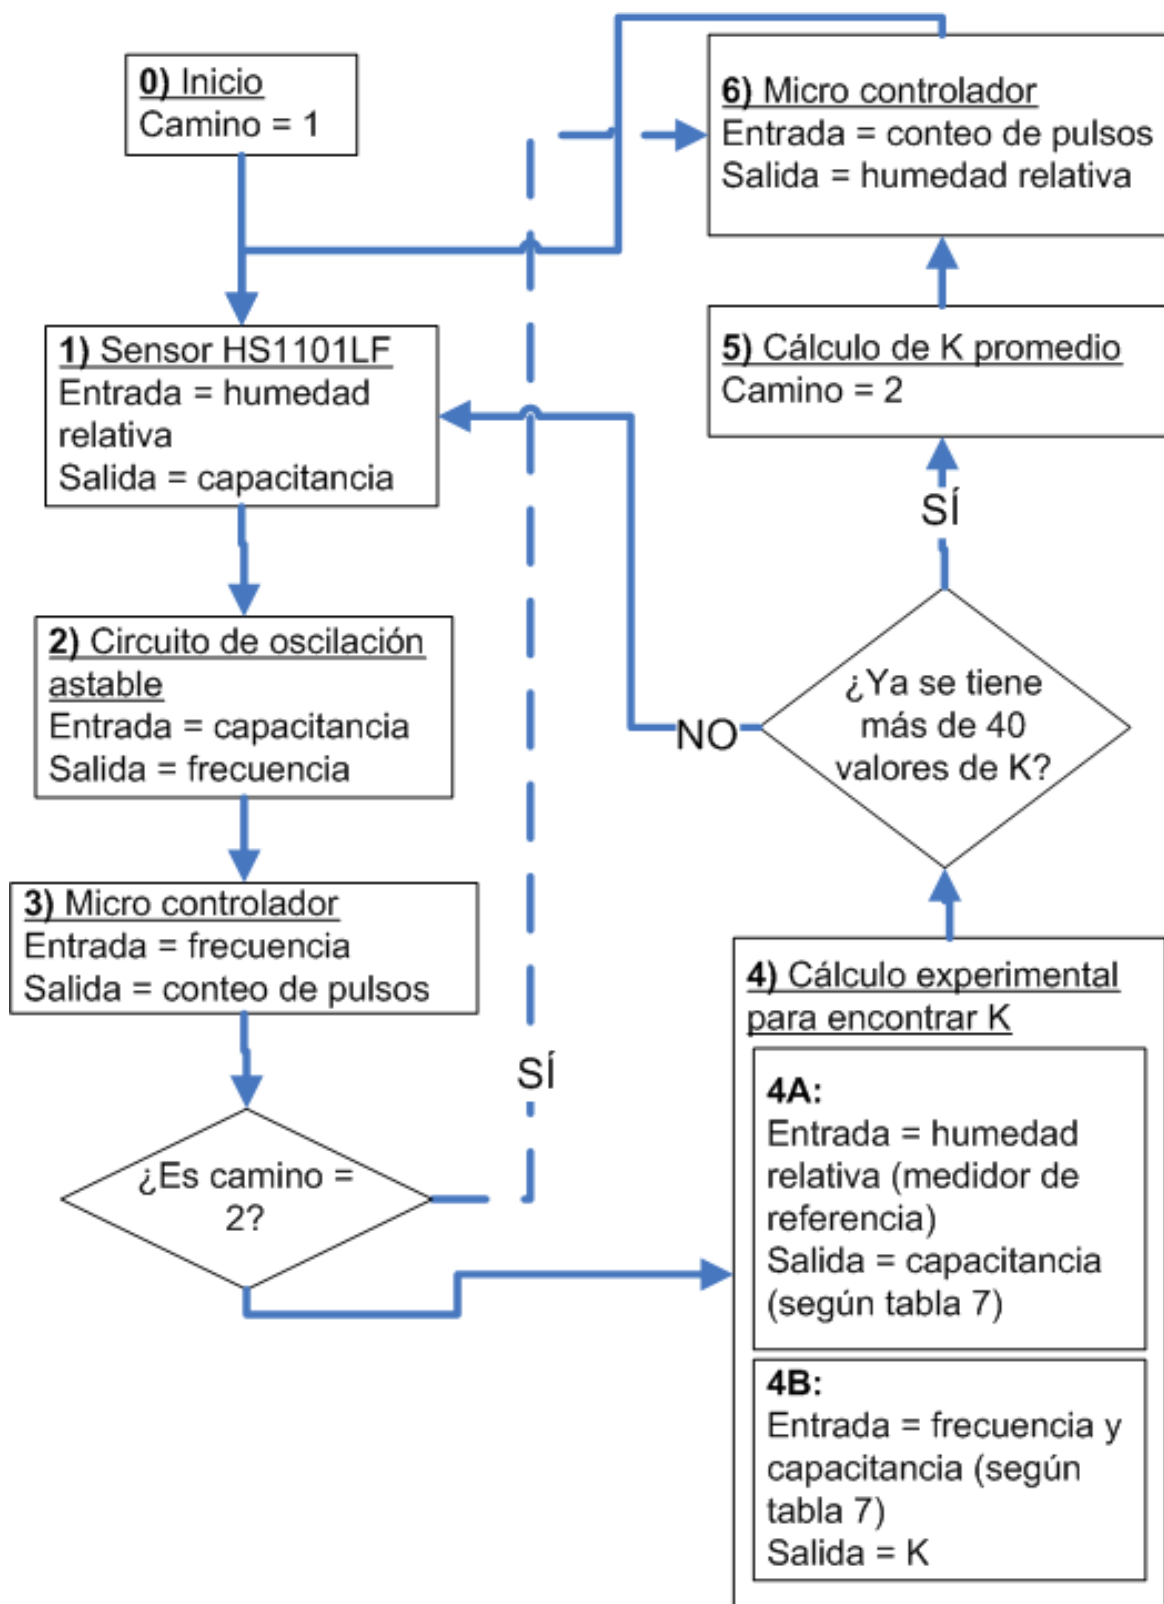 0) Inicio
Camino = 1
1) Sensor HS1101LF
Entrada = humedad
relativa
Salida = capacitancia
2) Circuito de oscilación
astable
Entrada = capacitancia
Salida = frecuencia
3) Micro controlador
Entrada = frecuencia
Salida = conteo de pulsos
¿Es camino =
2?
SÍ
4) Cálculo experimental
para encontrar K
4A:
Entrada = humedad
relativa (medidor de
referencia)
Salida = capacitancia
(según tabla 7)
4B:
Entrada = frecuencia y
capacitancia (según
tabla 7)
Salida = K
¿Ya se tiene
más de 40
valores de K?
NO
SÍ
5) Cálculo de K promedio
Camino = 2
6) Micro controlador
Entrada = conteo de pulsos
Salida = humedad relativa